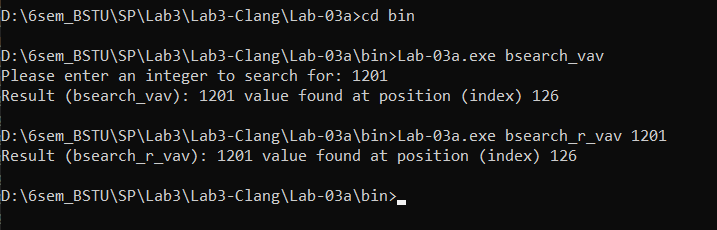 D:\6sem_BSTU\SP\Lab3\Lab3-Clang\Lab-03a>cd bin
D:\6sem_BSTU\SP\Lab3\Lab3-Clang\Lab-03a\bin>Lab-03a.exe bsearch_vav
Please enter an integer to search for: 1201
Result (bsearch_vav): 1201 value found at position (index) 126
D:\6sem_BSTU\SP\Lab3\Lab3-Clang\Lab-03a\bin>Lab-03a.exe bsearch_r_vav 1201
Result (bsearch_r_vav): 1201 value found at position (index) 126
D:\6sem_BSTU\SP\Lab3\Lab3-Clang\Lab-03a\bin>